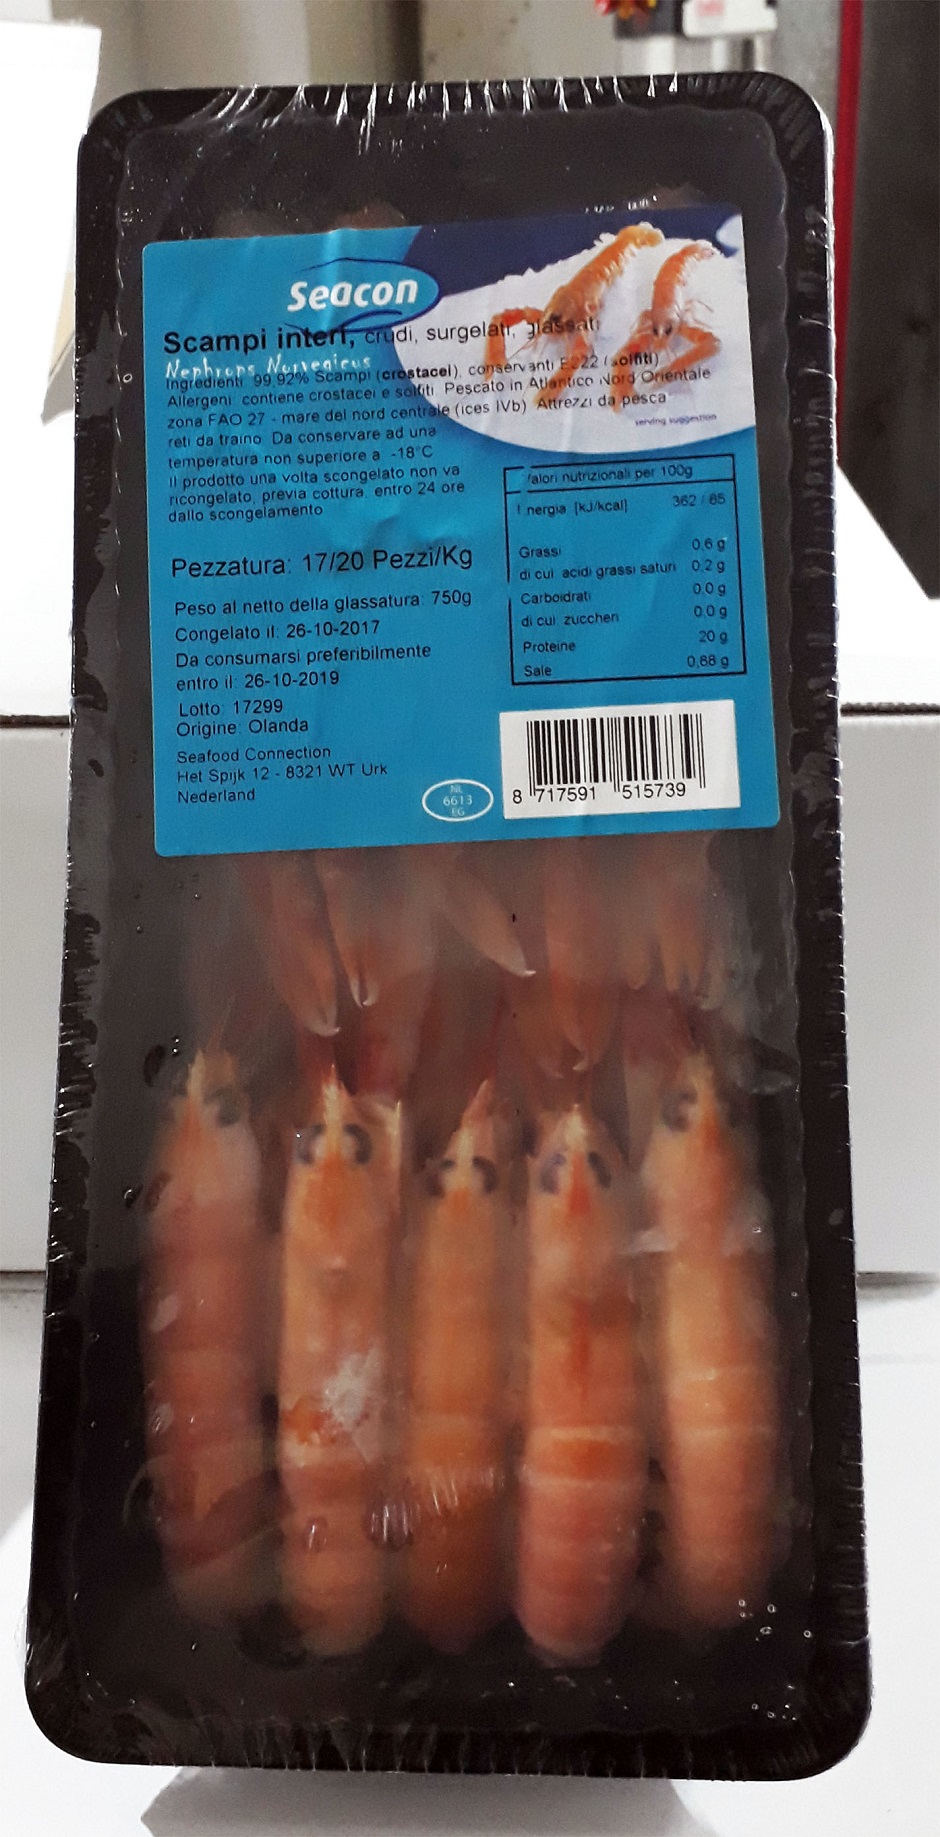 Seacon
Scampi interi, crudi, surgelati, glassati
Nephrops Norvegicus
Ingredienti 99,92% Scampi (crostacei), conservanti E222 (solfiti)
Allergeni: contiene crostacei e solfiti Pescato in Atlantico Nord Orientale
zona FAO 27 - mare del nord centrale (ices IVb) Attrezzi da pesca
serving suggestion
reti da traino Da conservare ad una
temperatura non superiore a -18°C
Il prodotto una volta scongelato non va
ricongelato, previa cottura entro 24 ore
dallo scongelamento
Pezzatura: 17/20 Pezzi/Kg
Peso al netto della glassatura: 750g
Congelato il: 26-10-2017
Da consumarsi preferibilmente
entro il: 26-10-2019
Lotto: 17299
Origine: Olanda
Seafood Connection
Het Spijk 12 - 8321 WT Urk
Nederland
NL
6613
EG
Valori nutrizionali per 100g
Energia [kJ/kcal] 362 / 85
Grassi 0,6 g
di cui acidi grassi saturi 0,2 g
Carboidrati 0,0 g
di cui zuccheri 0,0 g
Proteine 20 g
Sale 0,68 g
8 717591 515739